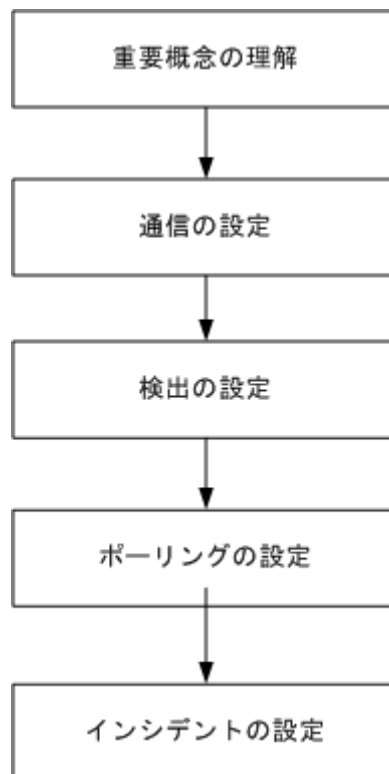 重要概念の理解
通信の設定
検出の設定
ポーリングの設定
インシデントの設定